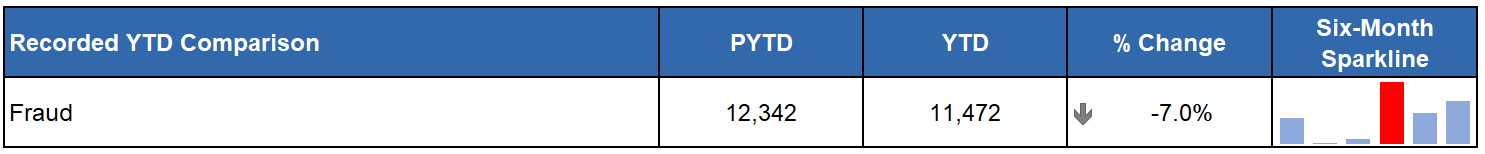 Recorded YTD Comparison PYTD YTD % Change Six-Month
Sparkline
Fraud 12,342 11,472 -7.0%